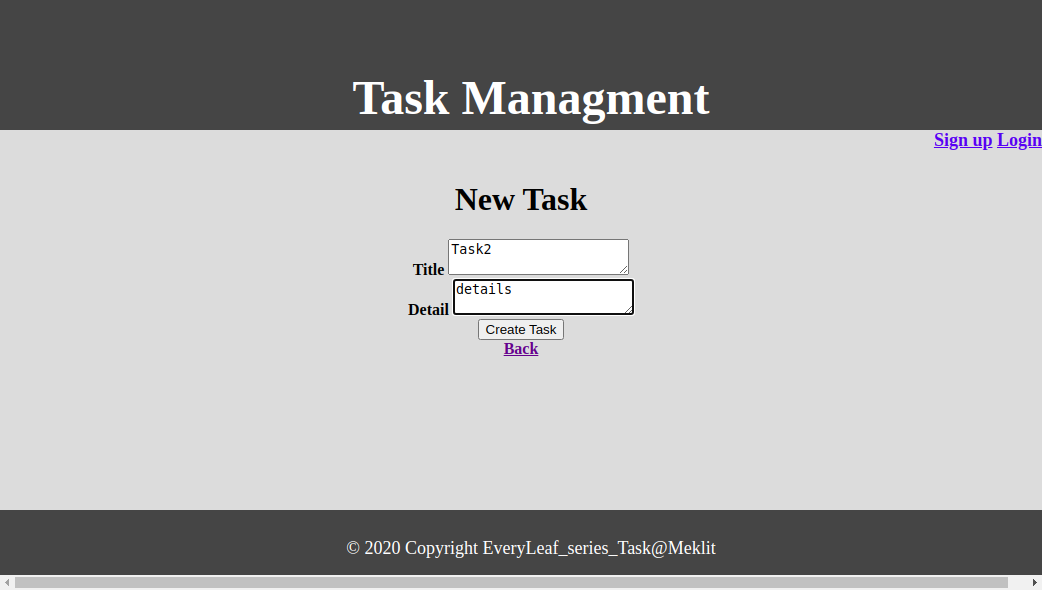 Task Managment
Sign up Login
New Task
Title Task2
Detail details
Create Task
Back
© 2020 Copyright EveryLeaf_series_Task@Meklit